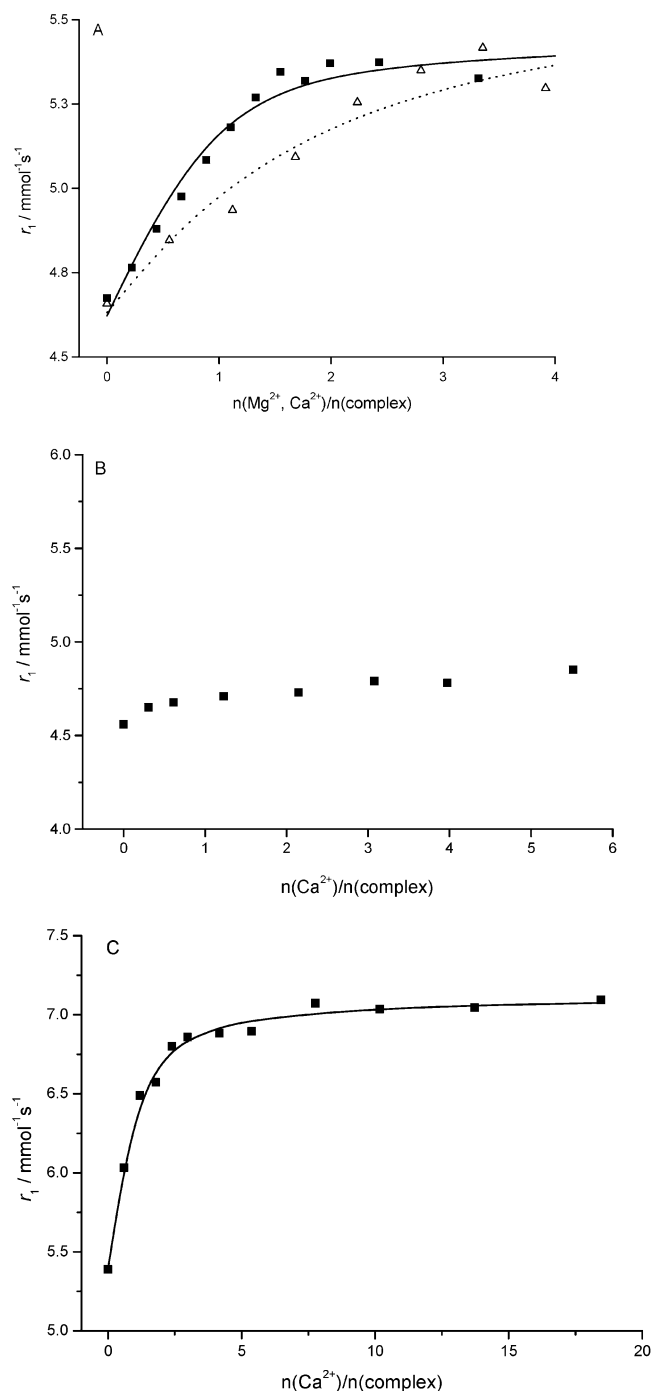 A
5.5
5.3
5.0
4.8
4.5
r₁ / mmol⁻¹s⁻¹
0 1 2 3 4
n(Mg²⁺, Ca²⁺)/n(complex)
B
6.0
5.5
5.0
4.5
4.0
r₁ / mmol⁻¹s⁻¹
0 1 2 3 4 5 6
n(Ca²⁺)/n(complex)
C
7.5
7.0
6.5
6.0
5.5
5.0
r₁ / mmol⁻¹s⁻¹
0 5 10 15 20
n(Ca²⁺)/n(complex)